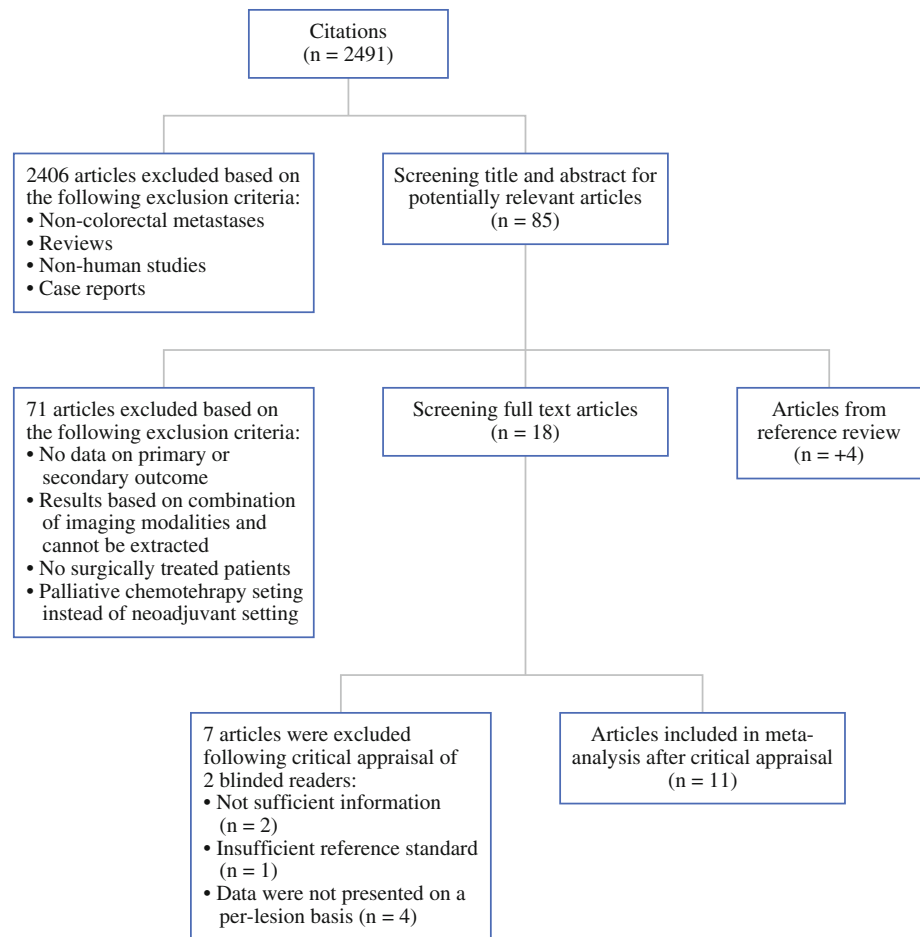 Citations
(n = 2491)
2406 articles excluded based on
the following exclusion criteria:
• Non-colorectal metastases
• Reviews
• Non-human studies
• Case reports
Screening title and abstract for
potentially relevant articles
(n = 85)
71 articles excluded based on
the following exclusion criteria:
• No data on primary or
secondary outcome
• Results based on combination
of imaging modalities and
cannot be extracted
• No surgically treated patients
• Palliative chemotehrapy seting
instead of neoadjuvant setting
Screening full text articles
(n = 18)
Articles from
reference review
(n = +4)
7 articles were excluded
following critical appraisal of
2 blinded readers:
• Not sufficient information
(n = 2)
• Insufficient reference standard
(n = 1)
• Data were not presented on a
per-lesion basis (n = 4)
Articles included in meta-
analysis after critical appraisal
(n = 11)